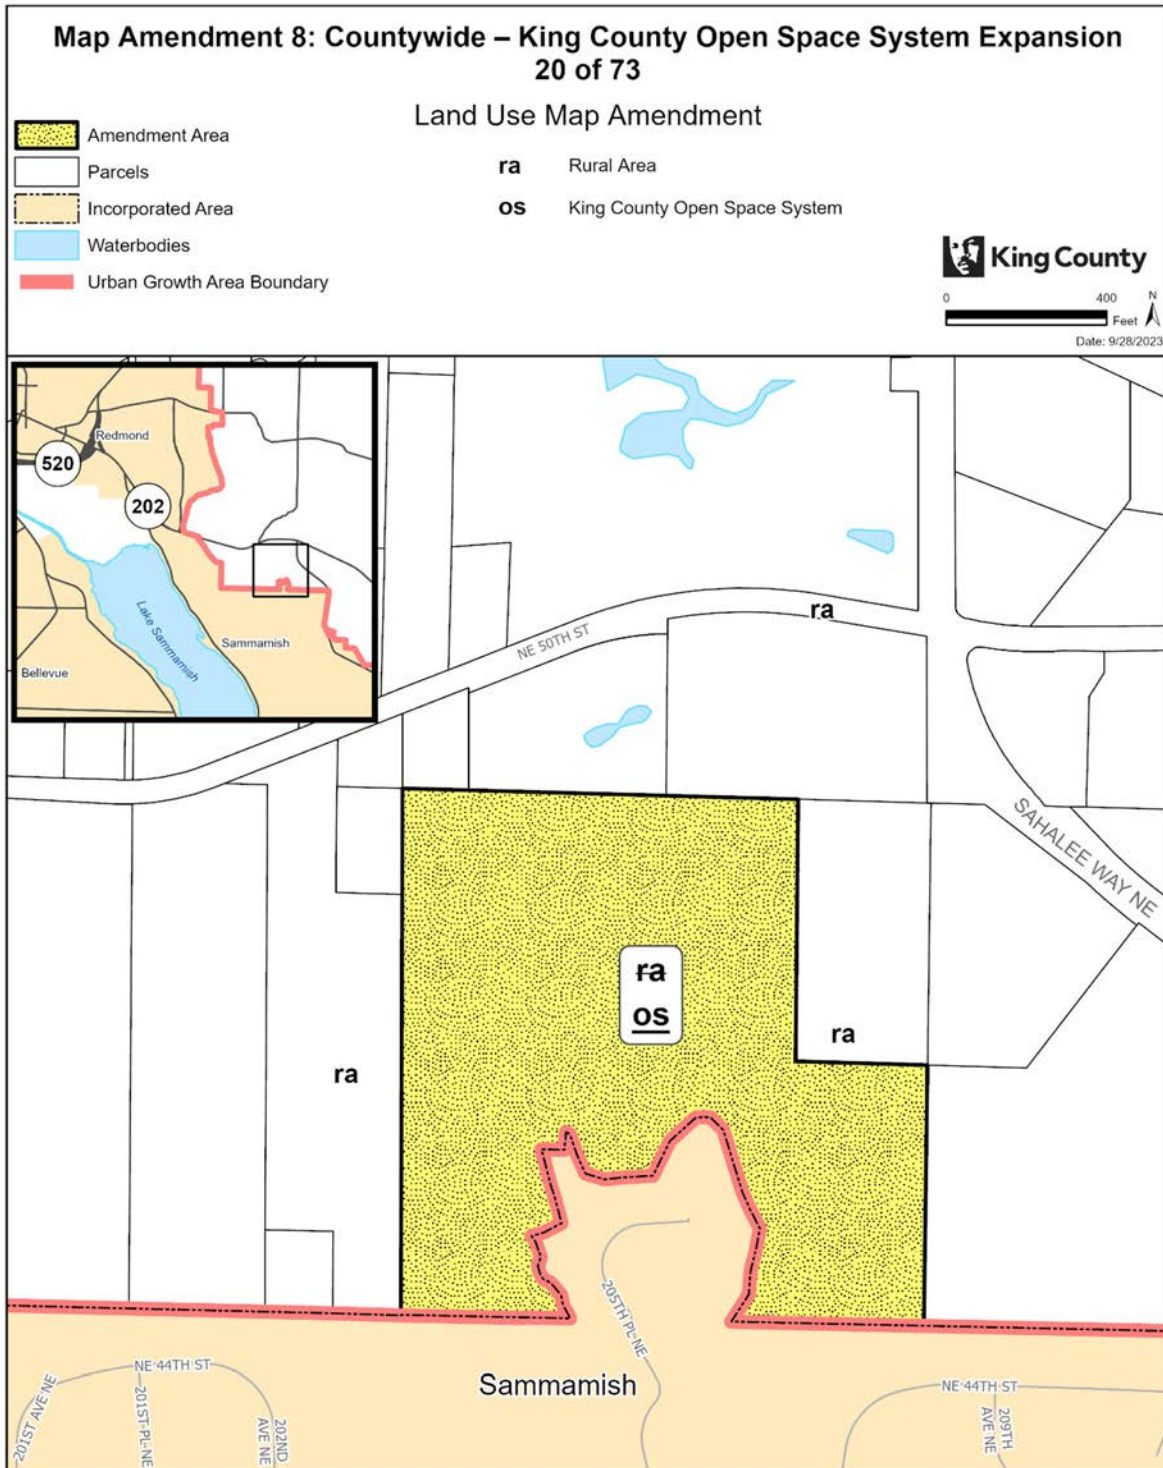 Map Amendment 8: Countywide – King County Open Space System Expansion
20 of 73
Land Use Map Amendment
Amendment Area
Parcels
Incorporated Area
Waterbodies
Urban Growth Area Boundary
ra Rural Area
os King County Open Space System
King County
0 400
Feet
N
Date: 9/28/2023
Redmond
520
202
Lake Sammamish
Sammamish
Bellevue
NE 50TH ST
ra
SAHALEE WAY NE
ra
os
ra
ra
205TH PL NE
Sammamish
NE 44TH ST
201ST AVE NE
201ST PL NE
202ND
AVE NE
NE 44TH ST
209TH
AVE NE